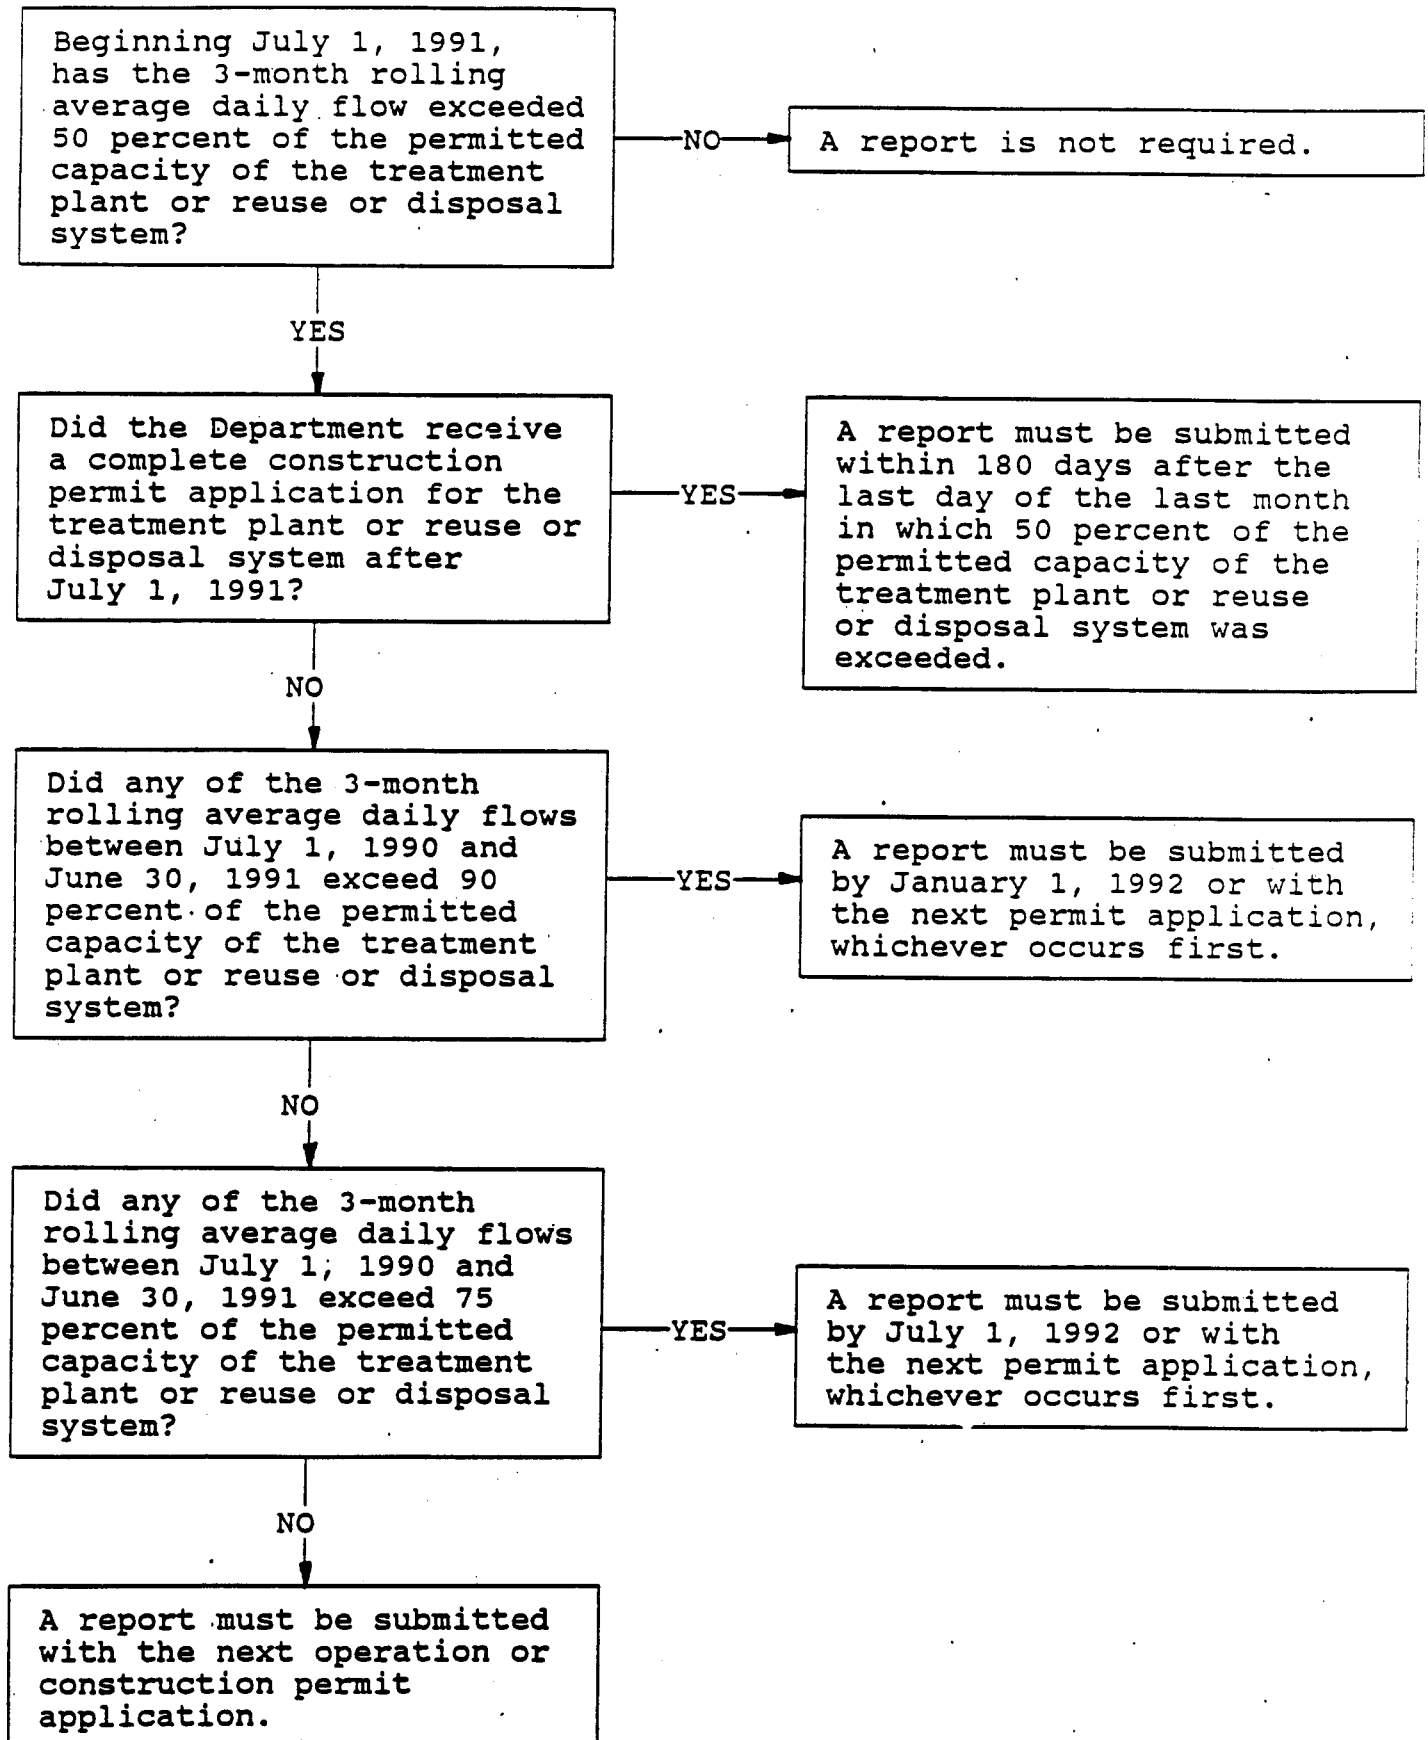 Beginning July 1, 1991,
has the 3-month rolling
average daily flow exceeded
50 percent of the permitted
capacity of the treatment
plant or reuse or disposal
system?
NO
A report is not required.
YES
Did the Department receive
a complete construction
permit application for the
treatment plant or reuse or
disposal system after
July 1, 1991?
YES
A report must be submitted
within 180 days after the
last day of the last month
in which 50 percent of the
permitted capacity of the
treatment plant or reuse
or disposal system was
exceeded.
NO
Did any of the 3-month
rolling average daily flows
between July 1, 1990 and
June 30, 1991 exceed 90
percent of the permitted
capacity of the treatment
plant or reuse or disposal
system?
YES
A report must be submitted
by January 1, 1992 or with
the next permit application,
whichever occurs first.
NO
Did any of the 3-month
rolling average daily flows
between July 1, 1990 and
June 30, 1991 exceed 75
percent of the permitted
capacity of the treatment
plant or reuse or disposal
system?
YES
A report must be submitted
by July 1, 1992 or with
the next permit application,
whichever occurs first.
NO
A report must be submitted
with the next operation or
construction permit
application.